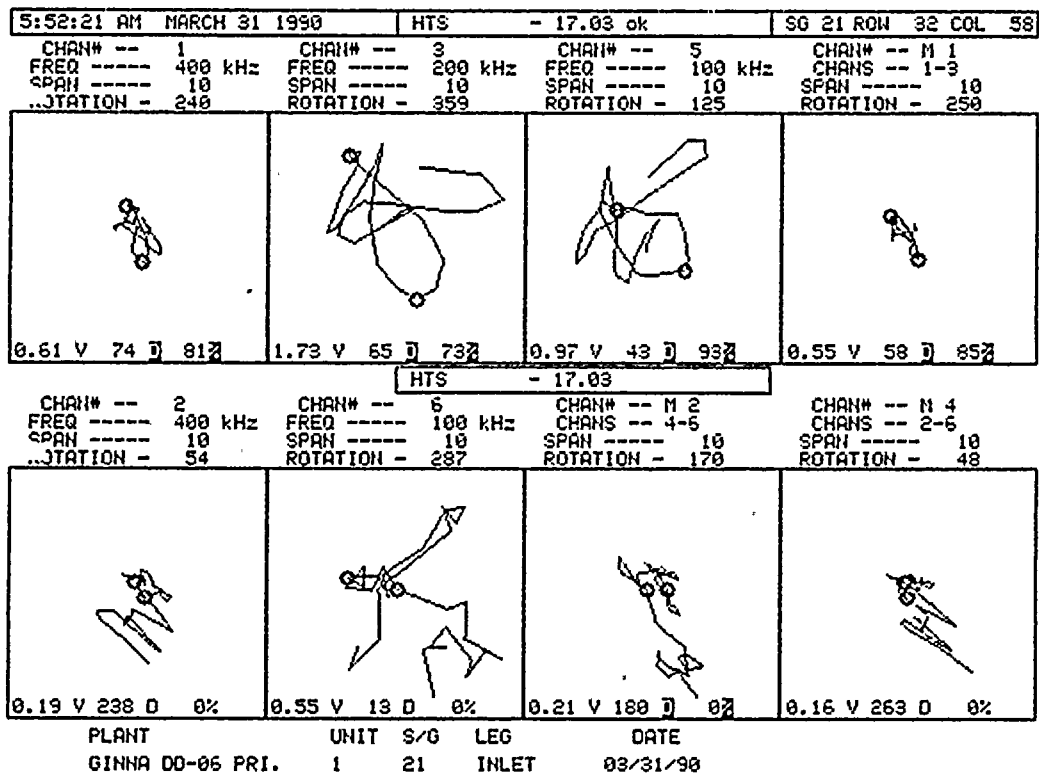 5:52:21 AM MARCH 31 1990 HTS - 17.03 ok SG 21 ROW 32 COL 58
CHAN# -- 1 CHAN# -- 3 CHAN# -- 5 CHAN# -- M 1
FREQ ----- 400 kHz FREQ ----- 200 kHz FREQ ----- 100 kHz CHANS -- 1-3
SPAN ----- 10 SPAN ----- 10 SPAN ----- 10 SPAN ----- 10
..OTATION - 240 ROTATION - 359 ROTATION - 125 ROTATION - 250
0.61 V 74 D 81% 1.73 V 65 D 73% 0.97 V 43 D 93% 0.55 V 58 D 85%
HTS - 17.03
CHAN# -- 2 CHAN# -- 6 CHAN# -- M 2 CHAN# -- M 4
FREQ ----- 400 kHz FREQ ----- 100 kHz CHANS -- 4-6 CHANS -- 2-6
SPAN ----- 10 SPAN ----- 10 SPAN ----- 10 SPAN ----- 10
..OTATION - 54 ROTATION - 287 ROTATION - 170 ROTATION - 48
0.19 V 238 D 0% 0.55 V 13 D 0% 0.21 V 180 D 0% 0.16 V 263 D 0%
PLANT UNIT S/G LEG DATE
GINNA DD-06 PRI. 1 21 INLET 03/31/90